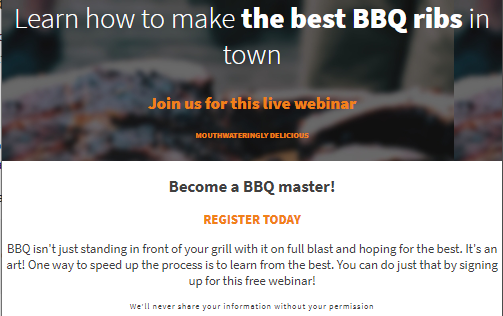 Learn how to make the best BBQ ribs in
town
Join us for this live webinar
MOUTHWATERINGLY DELICIOUS
Become a BBQ master!
REGISTER TODAY
BBQ isn't just standing in front of your grill with it on full blast and hoping for the best. It's an
art! One way to speed up the process is to learn from the best. You can do just that by signing
up for this free webinar!
We'll never share your information without your permission